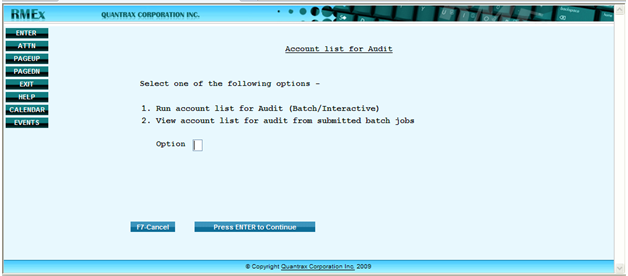 RMEx QUANTRAX CORPORATION INC.
ENTER
ATTN
PAGEUP
PAGEDN
EXIT
HELP
CALENDAR
EVENTS
Account list for Audit
Select one of the following options -
1. Run account list for Audit (Batch/Interactive)
2. View account list for audit from submitted batch jobs
Option
F7-Cancel Press ENTER to Continue
© Copyright Quantrax Corporation Inc. 2009